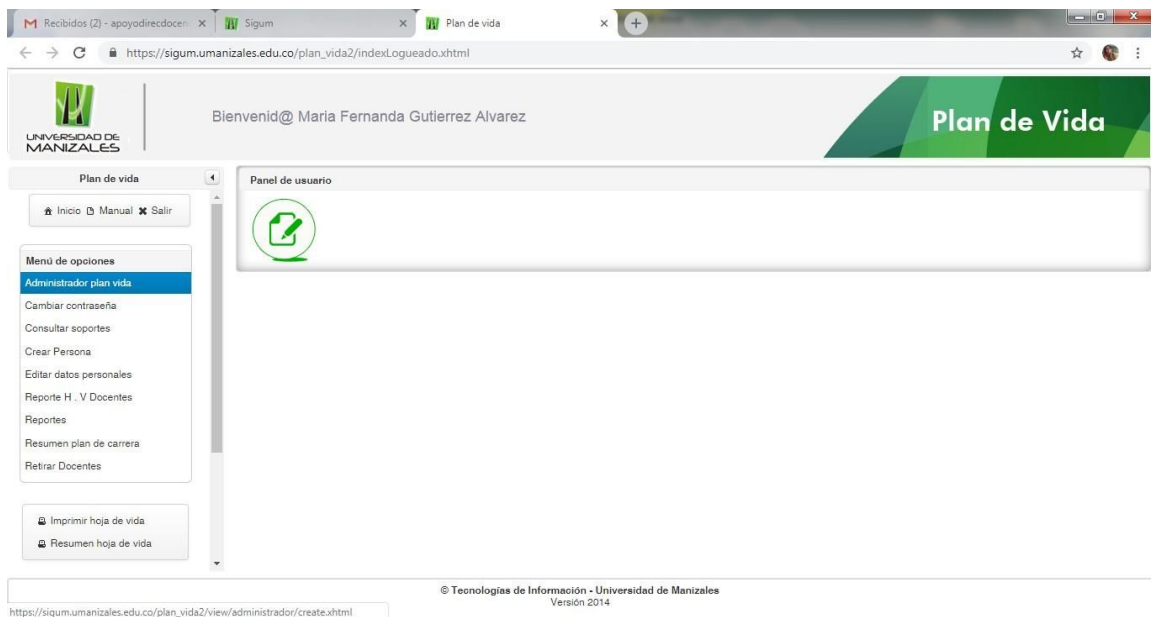 Recibidos (2) - apoyodirecdocen
Sigum
Plan de vida
https://sigum.umanizales.edu.co/plan_vida2/indexLogueado.xhtml
UNIVERSIDAD DE
MANIZALES
Bienvenid@ Maria Fernanda Gutierrez Alvarez
Plan de Vida
Plan de vida
Inicio Manual Salir
Menú de opciones
Administrador plan vida
Cambiar contraseña
Consultar soportes
Crear Persona
Editar datos personales
Reporte H . V Docentes
Reportes
Resumen plan de carrera
Retirar Docentes
Imprimir hoja de vida
Resumen hoja de vida
Panel de usuario
© Tecnologías de Información - Universidad de Manizales
Versión 2014
https://sigum.umanizales.edu.co/plan_vida2/view/administrador/create.xhtml